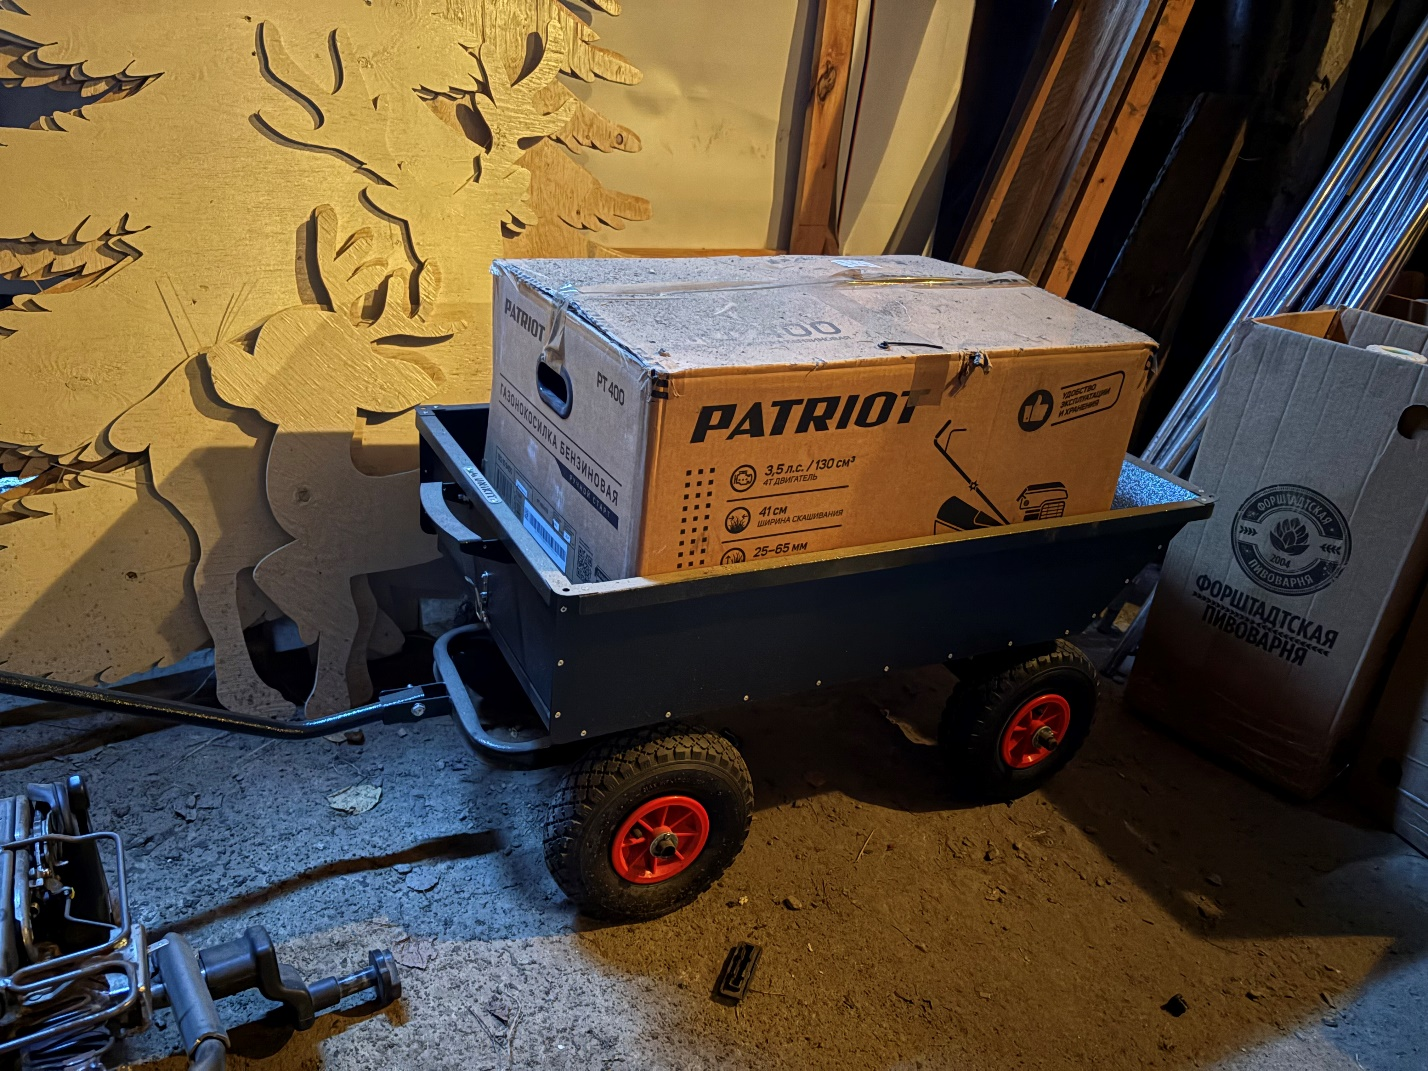 PATRIOT
PT 400
ГАЗОНОКОСИЛКА БЕНЗИНОВАЯ
PATRIOT
3,5 л.с. / 130 см³
4Т ДВИГАТЕЛЬ
41 см
ШИРИНА СКАШИВАНИЯ
25–65 мм
УДОБСТВО
ЭКСПЛУАТАЦИИ
И ХРАНЕНИЯ
ФОРШТАДТСКАЯ
2004
ПИВОВАРНЯ
ФОРШТАДТСКАЯ
ПИВОВАРНЯ